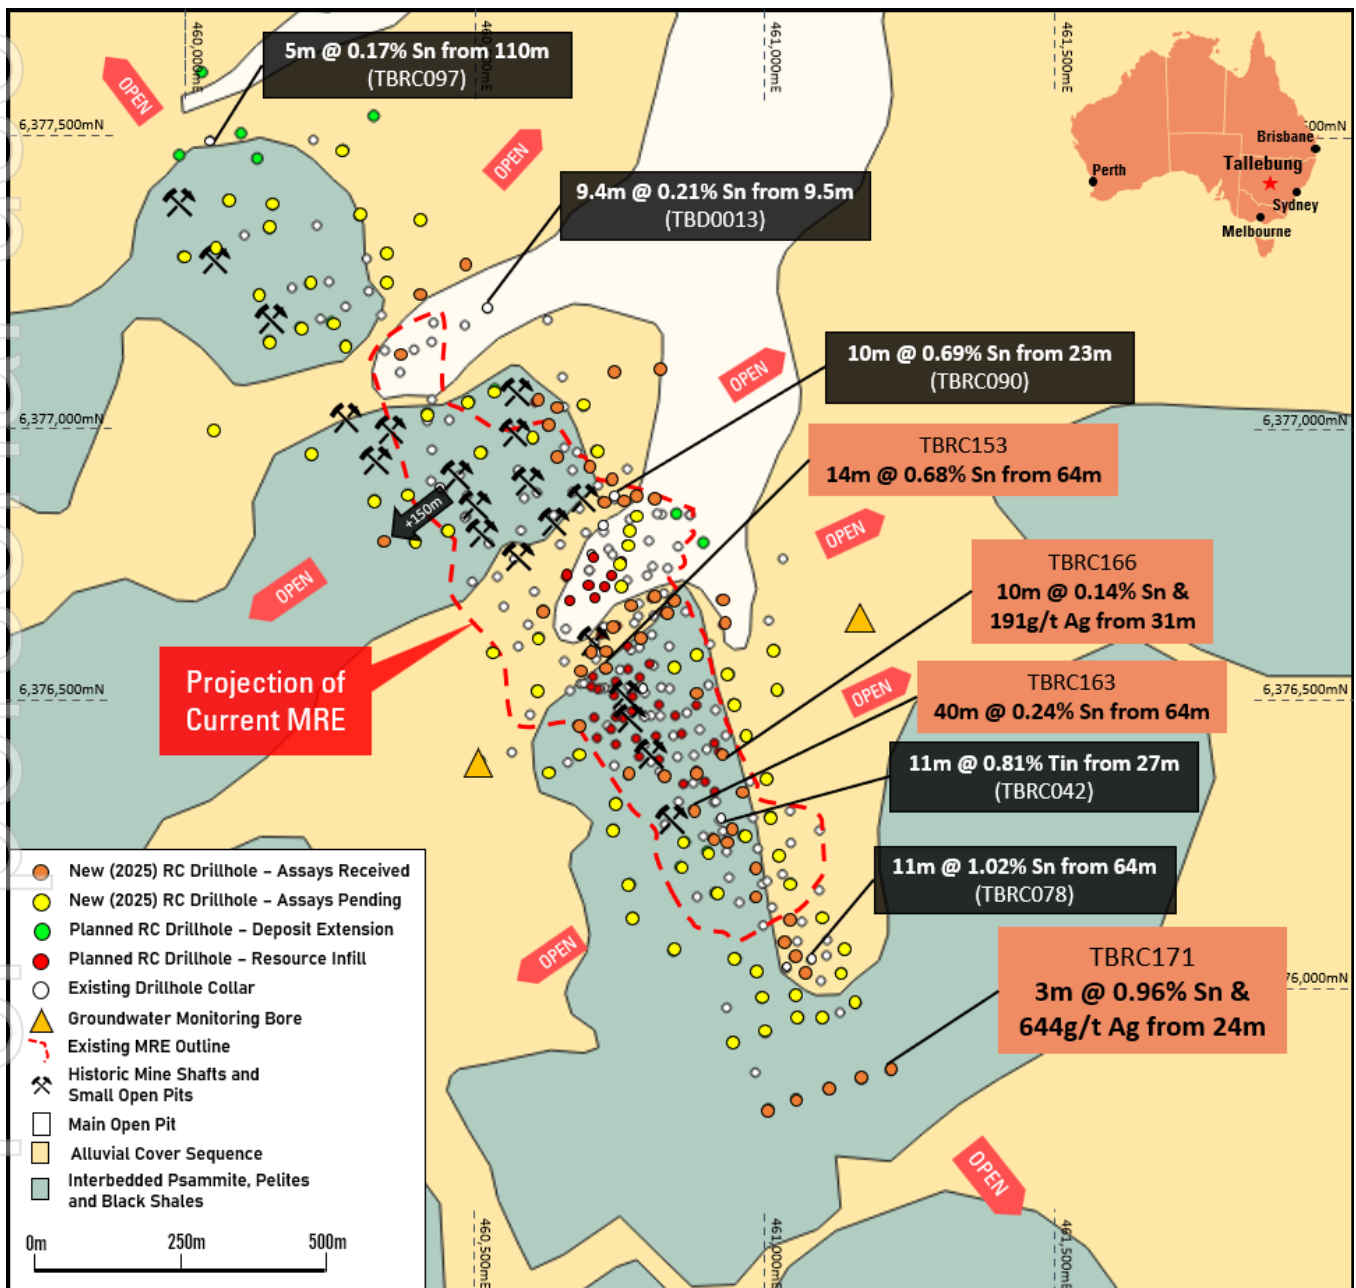 460,000mE
461,000mE
461,500mE
5m @ 0.17% Sn from 110m
(TBRC097)
OPEN
6,377,500mN
OPEN
Brisbane
Perth
Tallebung
Sydney
Melbourne
9.4m @ 0.21% Sn from 9.5m
(TBD0013)
10m @ 0.69% Sn from 23m
(TBRC090)
OPEN
6,377,000mN
6,377,000mN
TBRC153
14m @ 0.68% Sn from 64m
+150m
OPEN
TBRC166
10m @ 0.14% Sn &
191g/t Ag from 31m
OPEN
Projection of
Current MRE
6,376,500mN
6,376,500mN
OPEN
TBRC163
40m @ 0.24% Sn from 64m
11m @ 0.81% Tin from 27m
(TBRC042)
11m @ 1.02% Sn from 64m
(TBRC078)
OPEN
TBRC171
3m @ 0.96% Sn &
644g/t Ag from 24m
OPEN
New (2025) RC Drillhole – Assays Received
New (2025) RC Drillhole – Assays Pending
Planned RC Drillhole – Deposit Extension
Planned RC Drillhole – Resource Infill
Existing Drillhole Collar
Groundwater Monitoring Bore
Existing MRE Outline
Historic Mine Shafts and
Small Open Pits
Main Open Pit
Alluvial Cover Sequence
Interbedded Psammite, Pelites
and Black Shales
0m 250m 500m
460,500mE
461,000mE
461,500mE